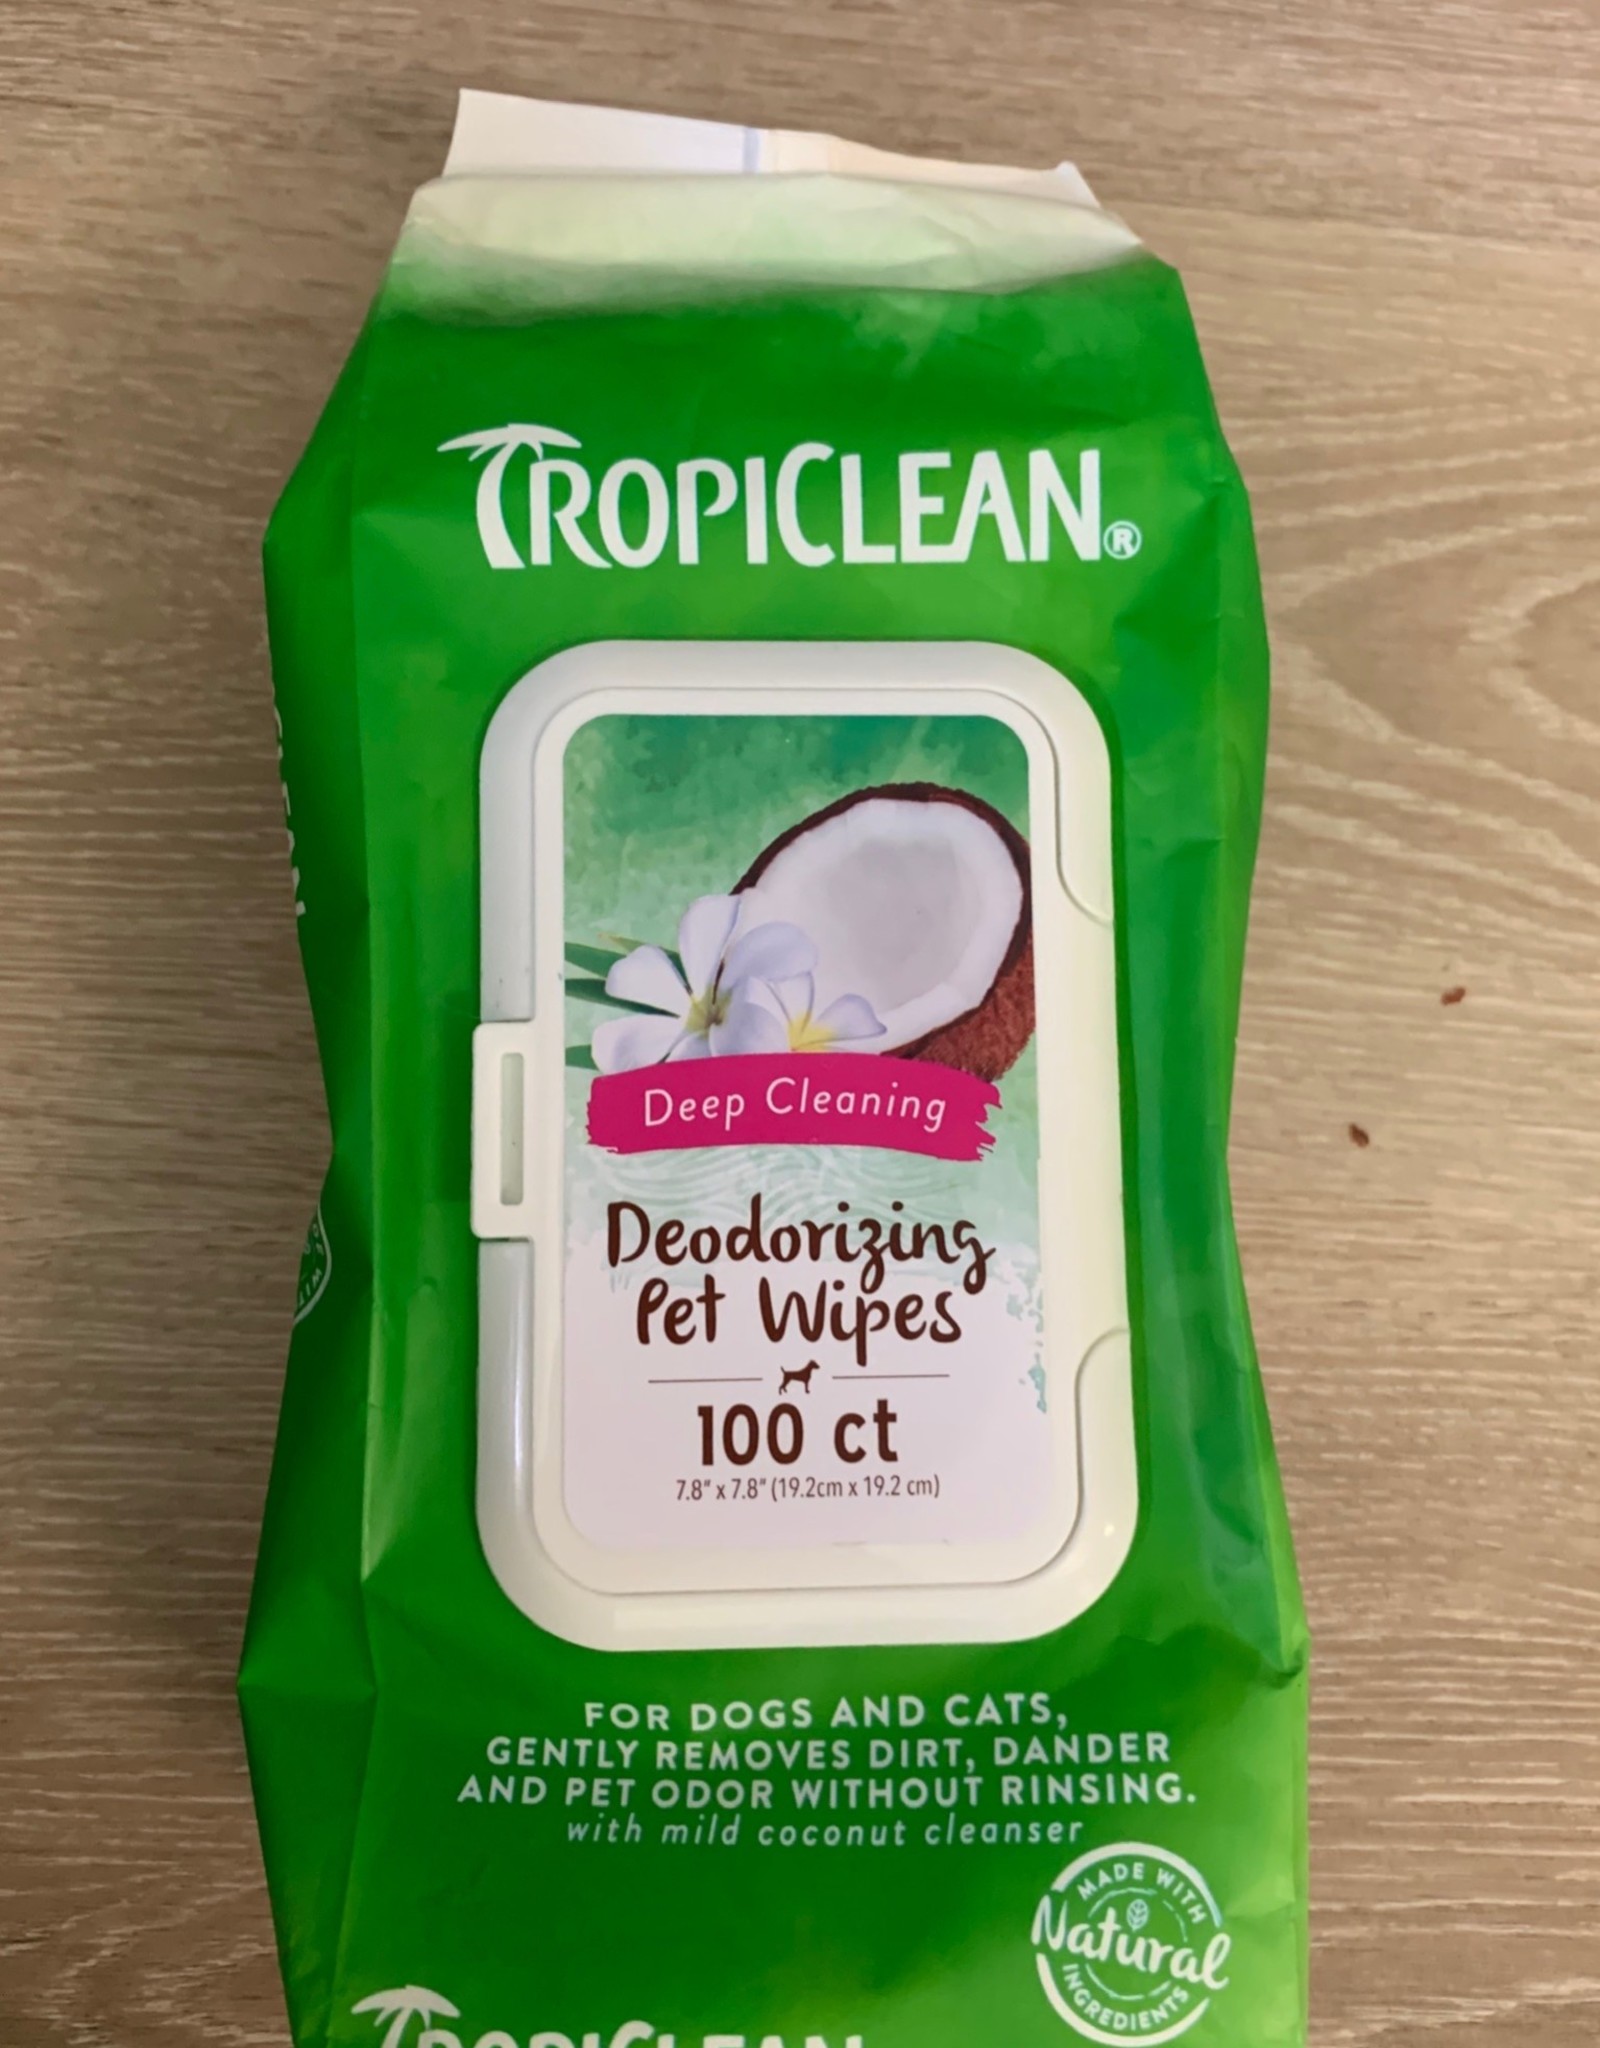 TROPICLEAN®
Deep Cleaning
Deodorizing
Pet Wipes
100 ct
7.8" x 7.8" (19.2cm x 19.2 cm)
FOR DOGS AND CATS,
GENTLY REMOVES DIRT, DANDER
AND PET ODOR WITHOUT RINSING.
with mild coconut cleanser
MADE WITH
Natural
INGREDIENTS
TROPICLEAN